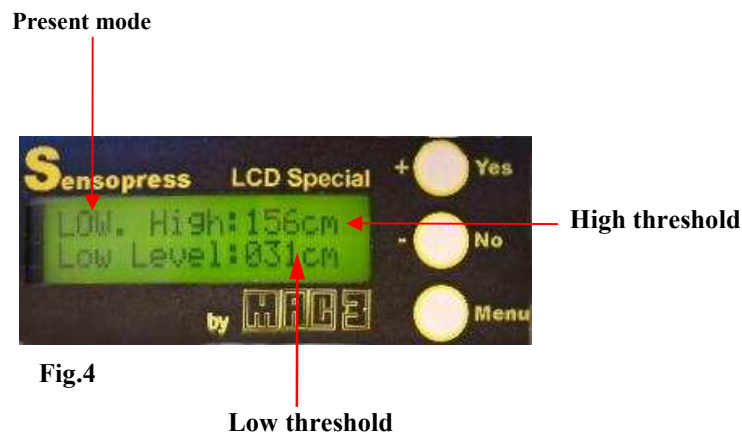 Present mode
Sensopress LCD Special
+ Yes
LOW. High:156cm
High threshold
- No
Low Level:031cm
by MAC3
Menu
Fig.4
Low threshold